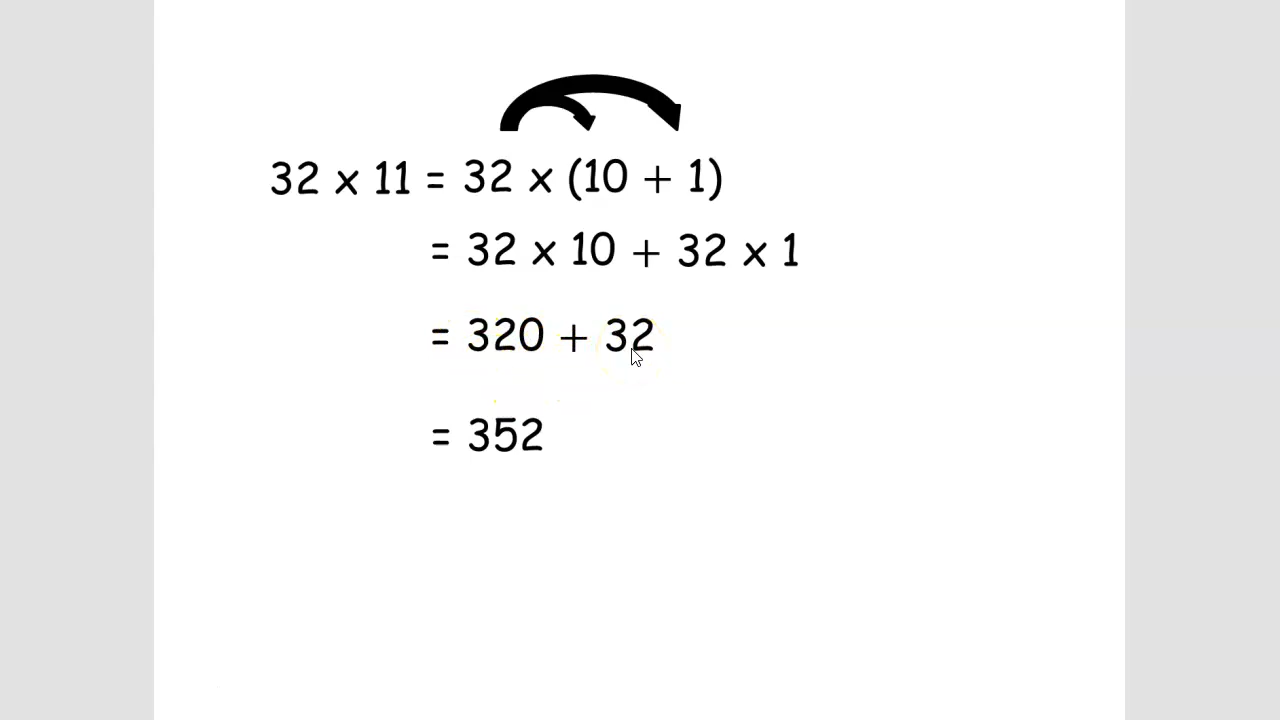 32 x 11 = 32 x (10 + 1)
= 32 x 10 + 32 x 1
= 320 + 32
= 352